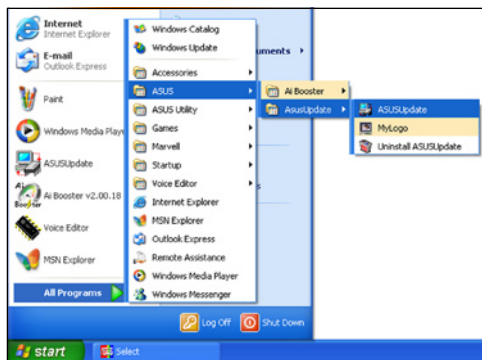 Internet
Internet Explorer
E-mail
Outlook Express
Paint
Windows Media Play
ASUSUpdate
Ai Booster v2.00.18
Voice Editor
MSN Explorer
All Programs
Windows Catalog
Windows Update
Accessories
ASUS
ASUS Utility
Games
Marvell
Startup
Voice Editor
Internet Explorer
MSN Explorer
Outlook Express
Remote Assistance
Windows Media Player
Windows Messenger
uments
s
Ai Booster
AsusUpdate
ASUSUpdate
MyLogo
Uninstall ASUSUpdate
Log Off
Shut Down
start
Select